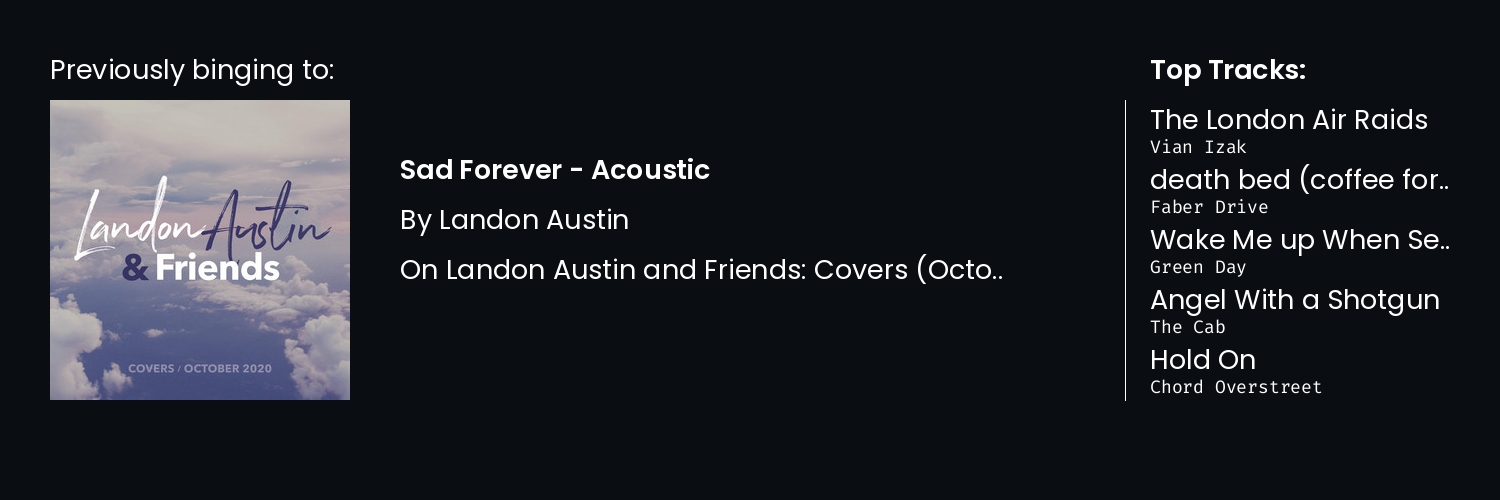 Previously binging to:
Landon Austin
& Friends
COVERS / OCTOBER 2020
Sad Forever - Acoustic
By Landon Austin
On Landon Austin and Friends: Covers (Octo..
Top Tracks:
The London Air Raids
Vian Izak
death bed (coffee for..
Faber Drive
Wake Me up When Se..
Green Day
Angel With a Shotgun
The Cab
Hold On
Chord Overstreet